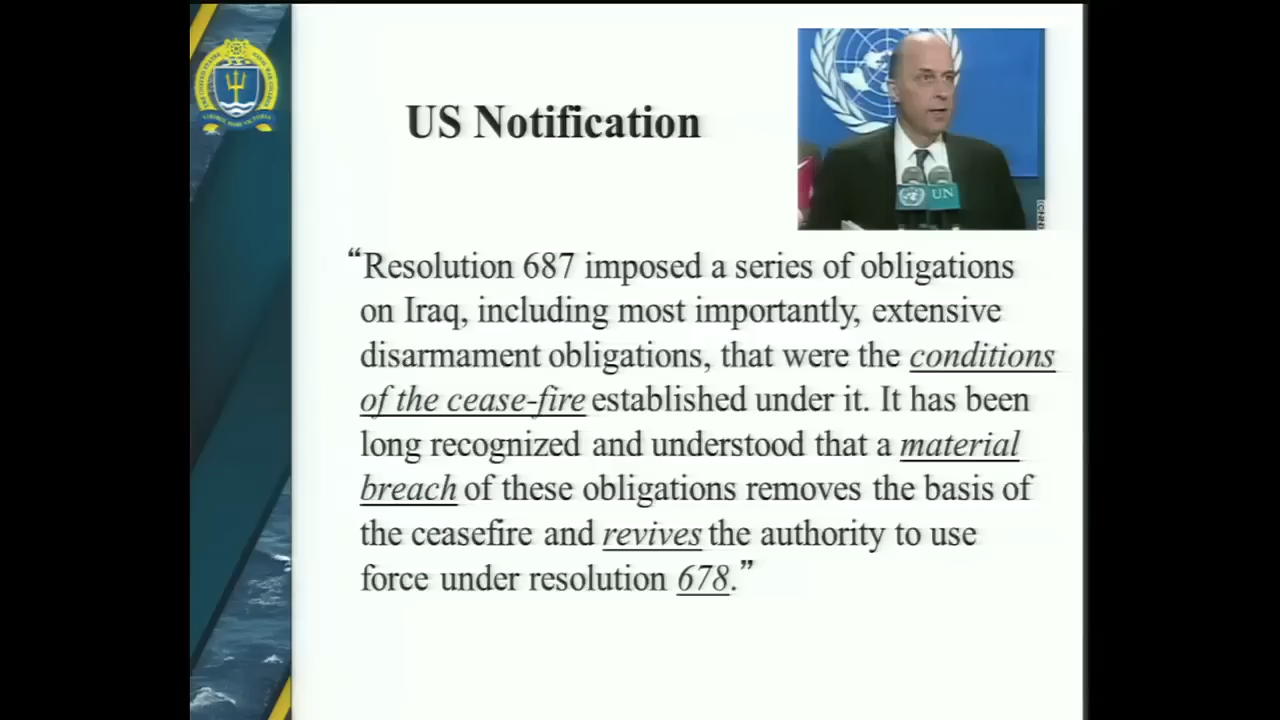 US Notification
UN
“Resolution 687 imposed a series of obligations
on Iraq, including most importantly, extensive
disarmament obligations, that were the conditions
of the cease-fire established under it. It has been
long recognized and understood that a material
breach of these obligations removes the basis of
the ceasefire and revives the authority to use
force under resolution 678.”